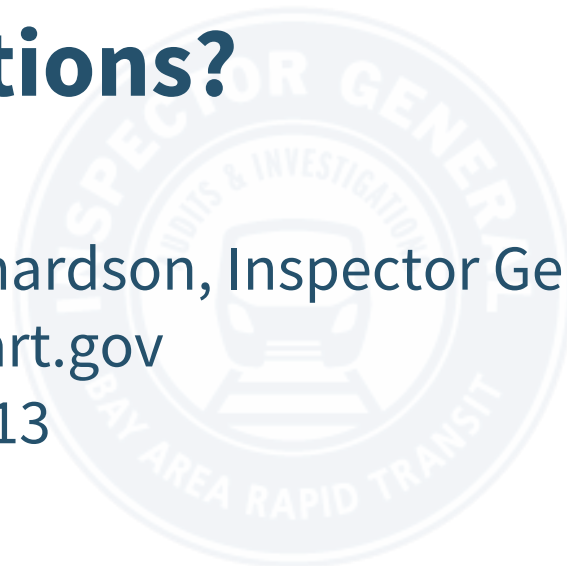 tions?
INSPECTOR GENERAL
AUDITS & INVESTIGATIONS
hardson, Inspector Ge
art.gov
13
BAY AREA RAPID TRANSIT